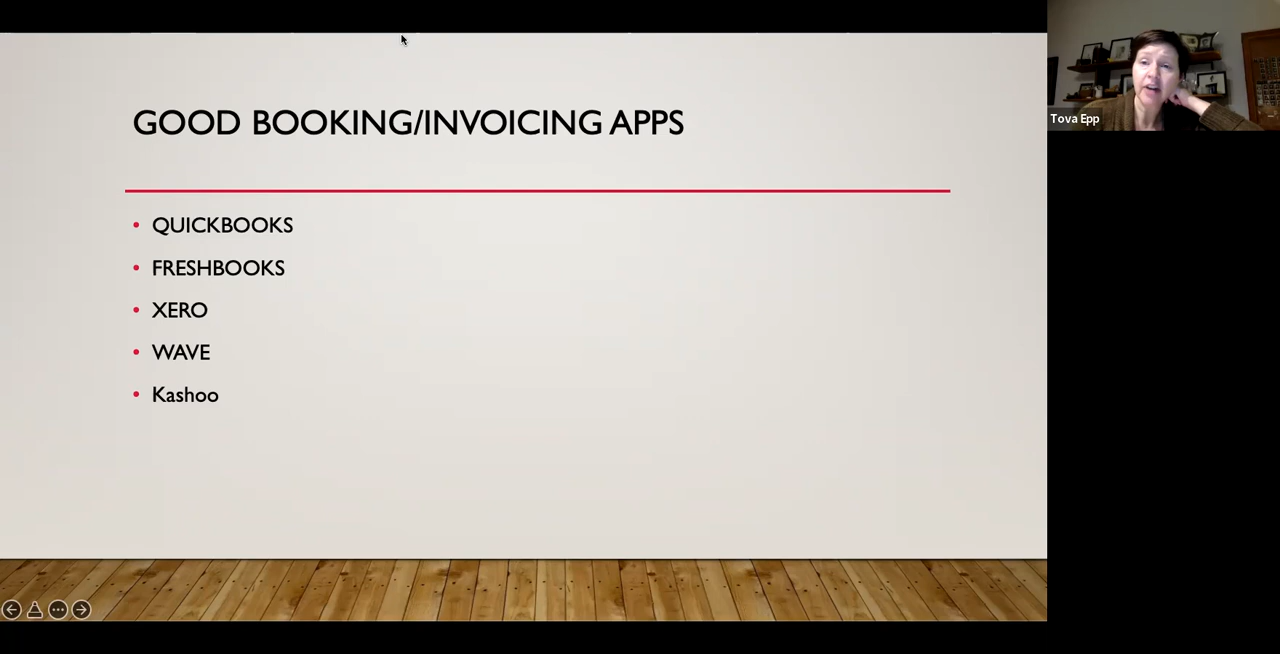 GOOD BOOKING/INVOICING APPS
• QUICKBOOKS
• FRESHBOOKS
• XERO
• WAVE
• Kashoo
Tova Epp